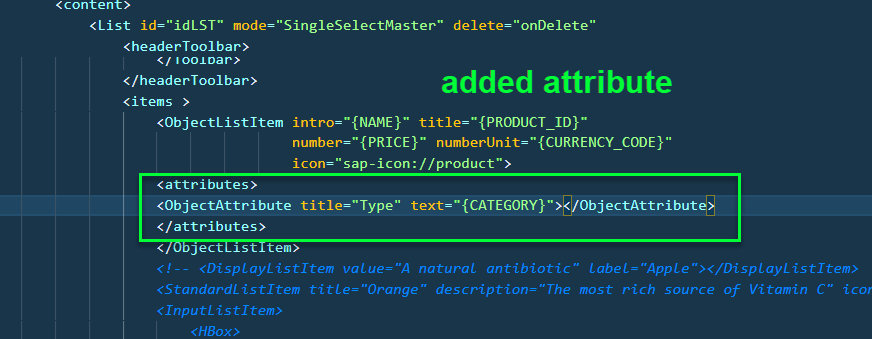 <content>
<List id="idLST" mode="SingleSelectMaster" delete="onDelete"
<headerToolbar>
</Toolbar>
</headerToolbar>
added attribute
<items >
<ObjectListItem intro="{NAME}" title="{PRODUCT_ID}"
number="{PRICE}" numberUnit="{CURRENCY_CODE}"
icon="sap-icon://product">
<attributes>
<ObjectAttribute title="Type" text="{CATEGORY}"></ObjectAttribute>
</attributes>
</ObjectListItem>
<!-- <DisplayListItem value="A natural antibiotic" label="Apple"></DisplayListItem>
<StandardListItem title="Orange" description="The most rich source of Vitamin C" icon
<InputListItem>
<HBox>